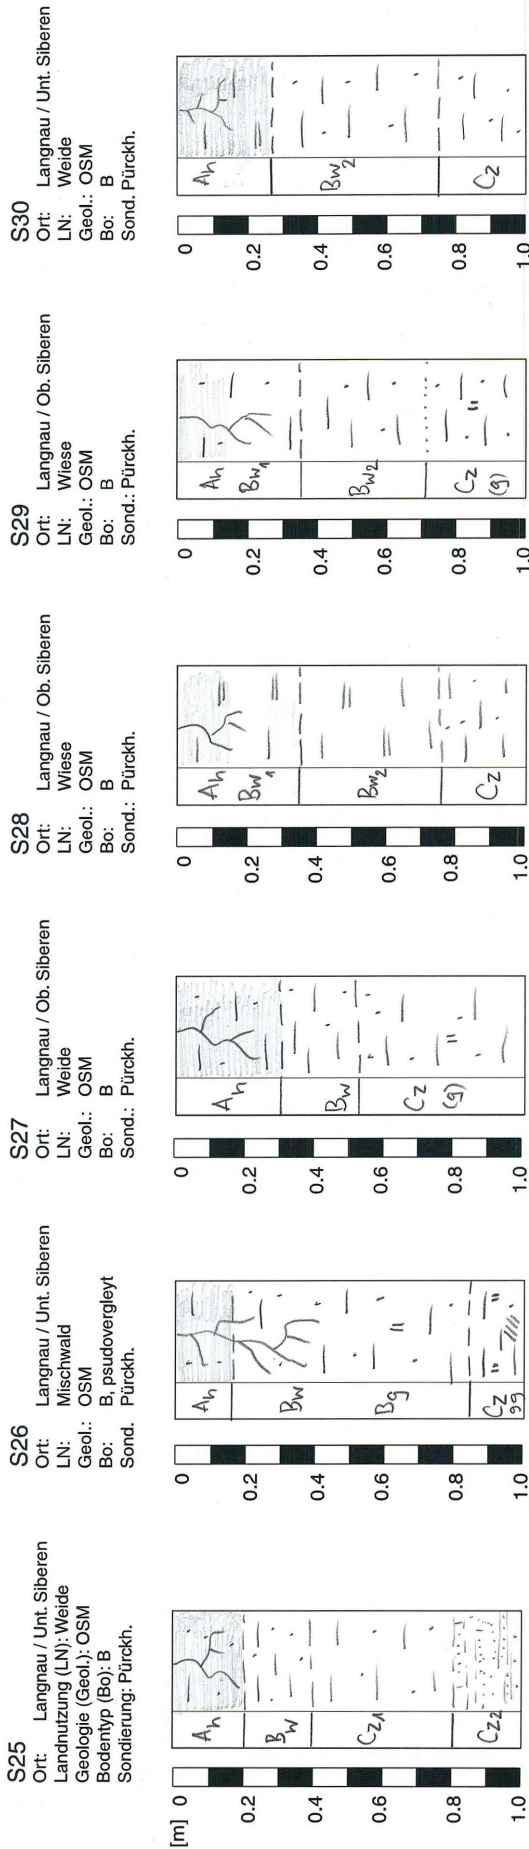 S25
Ort: Langnau / Unt. Siberen
Landnutzung (LN): Weide
Geologie (Geol.): OSM
Bodentyp (Bo): B
Sondierung: Pürckh.
[m]
0
0.2
0.4
0.6
0.8
1.0
Ah
Bw
Cz1
Cz2
S26
Ort: Langnau / Unt. Siberen
LN: Mischwald
Geol.: OSM
Bo: B, psudovergleyt
Sond. Pürckh.
0
0.2
0.4
0.6
0.8
1.0
Ah
Bw
Bg
Cz
gg
S27
Ort: Langnau / Ob. Siberen
LN: Weide
Geol.: OSM
Bo: B
Sond.: Pürckh.
0
0.2
0.4
0.6
0.8
1.0
Ah
Bw
Cz
(g)
S28
Ort: Langnau / Ob. Siberen
LN: Wiese
Geol.: OSM
Bo: B
Sond.: Pürckh.
0
0.2
0.4
0.6
0.8
1.0
Ah
Bw1
Bw2
Cz
S29
Ort: Langnau / Ob. Siberen
LN: Wiese
Geol.: OSM
Bo: B
Sond.: Pürckh.
0
0.2
0.4
0.6
0.8
1.0
Ah
Bw1
Bw2
Cz
(g)
S30
Ort: Langnau / Unt. Siberen
LN: Weide
Geol.: OSM
Bo: B
Sond. Pürckh.
0
0.2
0.4
0.6
0.8
1.0
Ah
Bw2
Cz